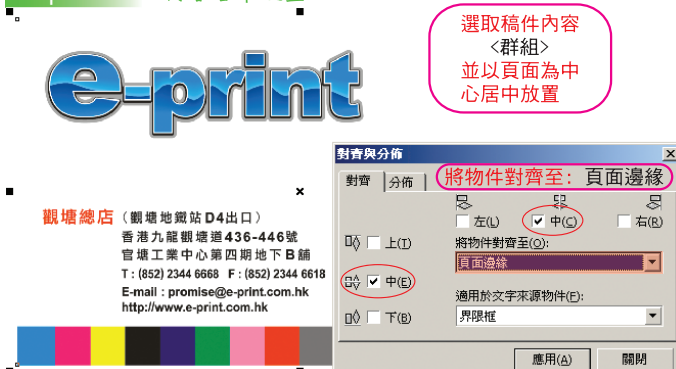 選取稿件內容
<群組>
並以頁面為中
心居中放置
e-print
對齊與分佈
對齊
分佈
將物件對齊至: 頁面邊緣
左(L)
中(C)
右(R)
上(T)
中(E)
下(B)
將物件對齊至(O):
頁面邊緣
適用於文字來源物件(F):
界限框
應用(A)
關閉
觀塘總店 (觀塘地鐵站D4出口)
香港九龍觀塘道436-446號
官塘工業中心第四期地下B舖
T : (852) 2344 6668 F : (852) 2344 6618
E-mail : promise@e-print.com.hk
http://www.e-print.com.hk